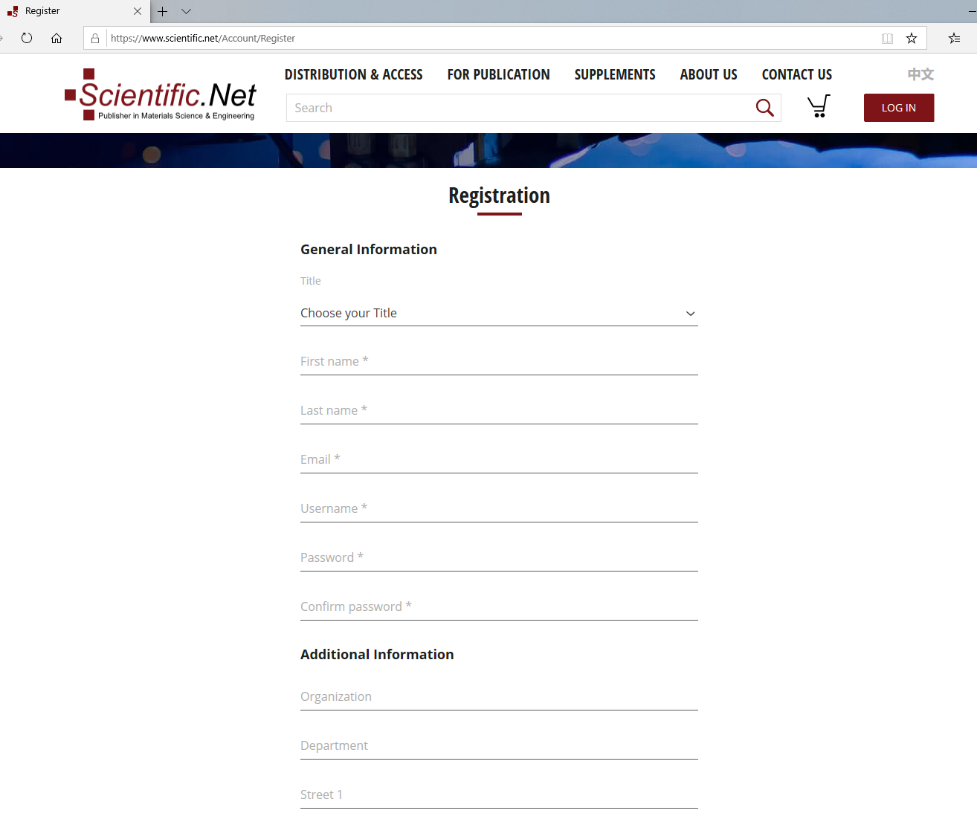 Register
https://www.scientific.net/Account/Register
DISTRIBUTION & ACCESS FOR PUBLICATION SUPPLEMENTS ABOUT US CONTACT US 中文
Scientific.Net
Publisher in Materials Science & Engineering
Search
LOG IN
Registration
General Information
Title
Choose your Title
First name *
Last name *
Email *
Username *
Password *
Confirm password *
Additional Information
Organization
Department
Street 1